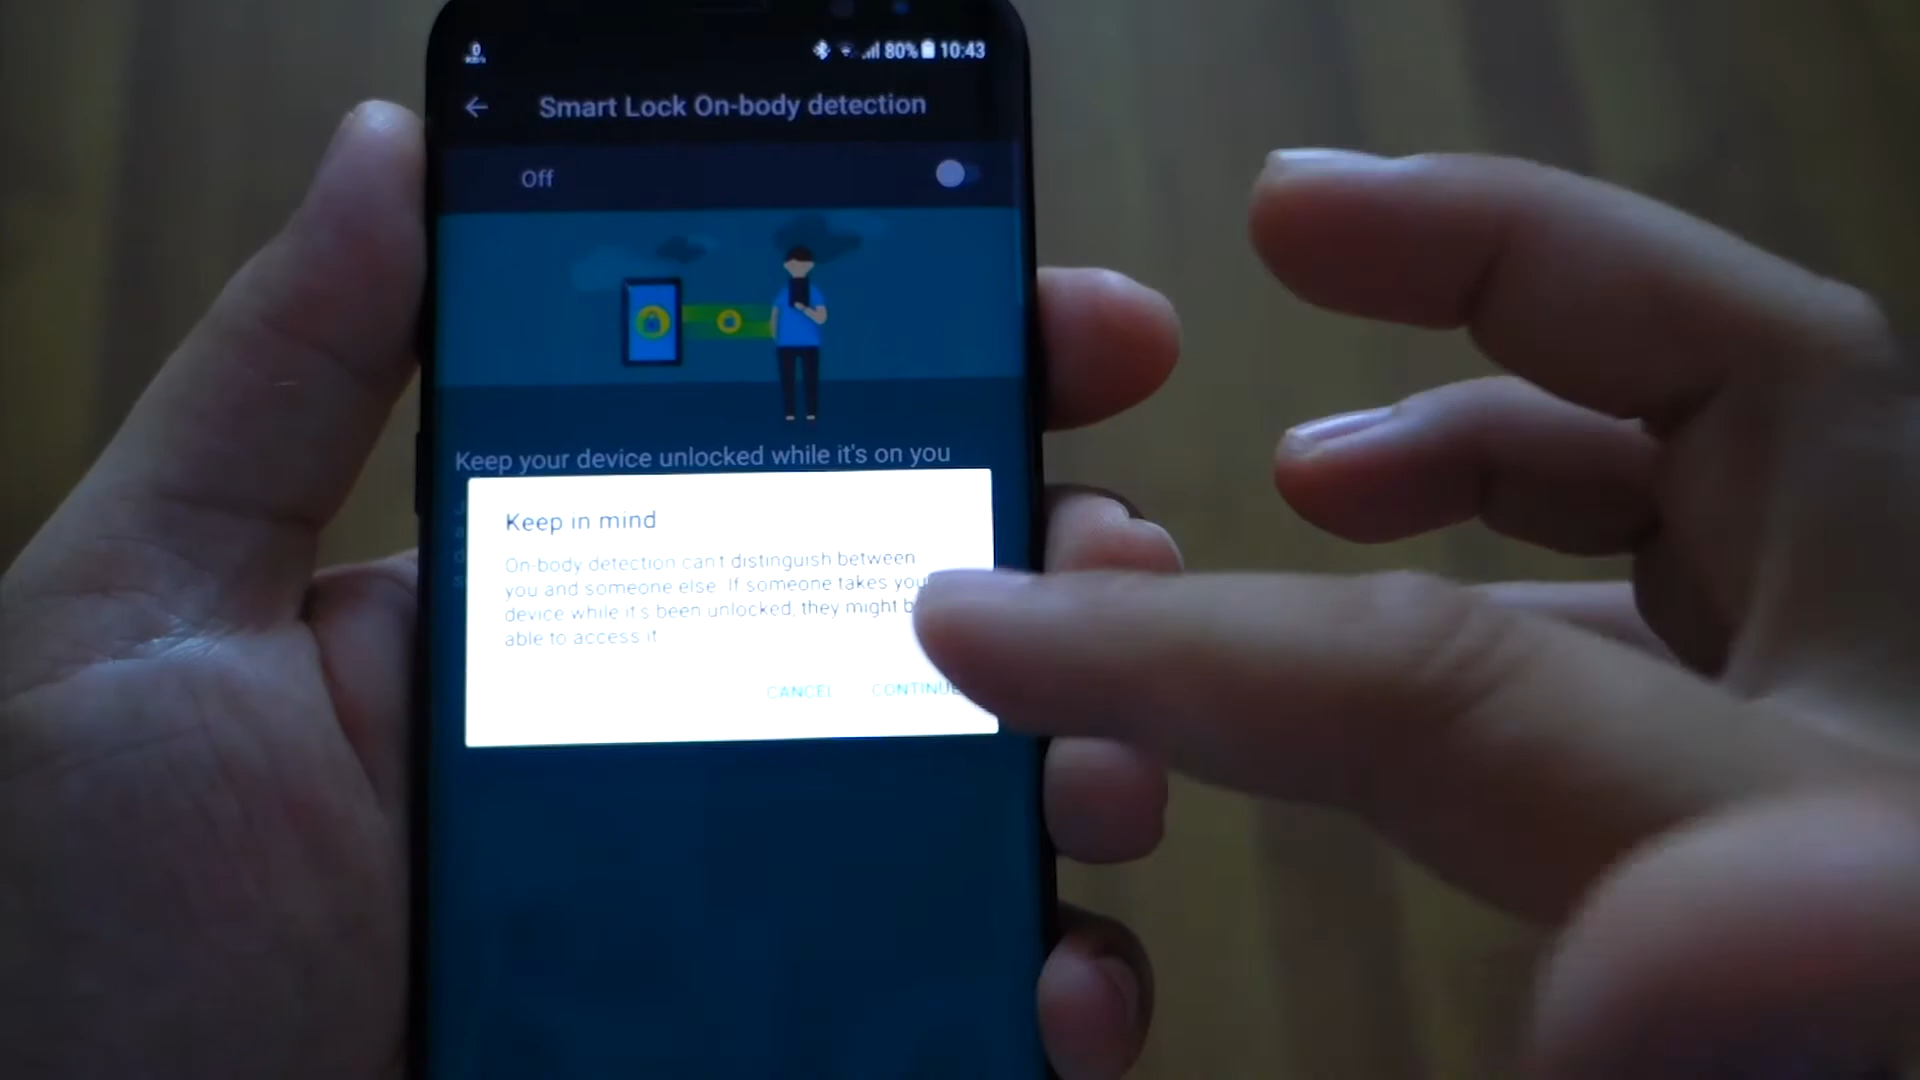 0
80% 10:43
Smart Lock On-body detection
Off
Keep your device unlocked while it's on you
Keep in mind
On-body detection can't distinguish between
you and someone else. If someone takes you
device while it's been unlocked, they might b
able to access it
CANCEL CONTINUE